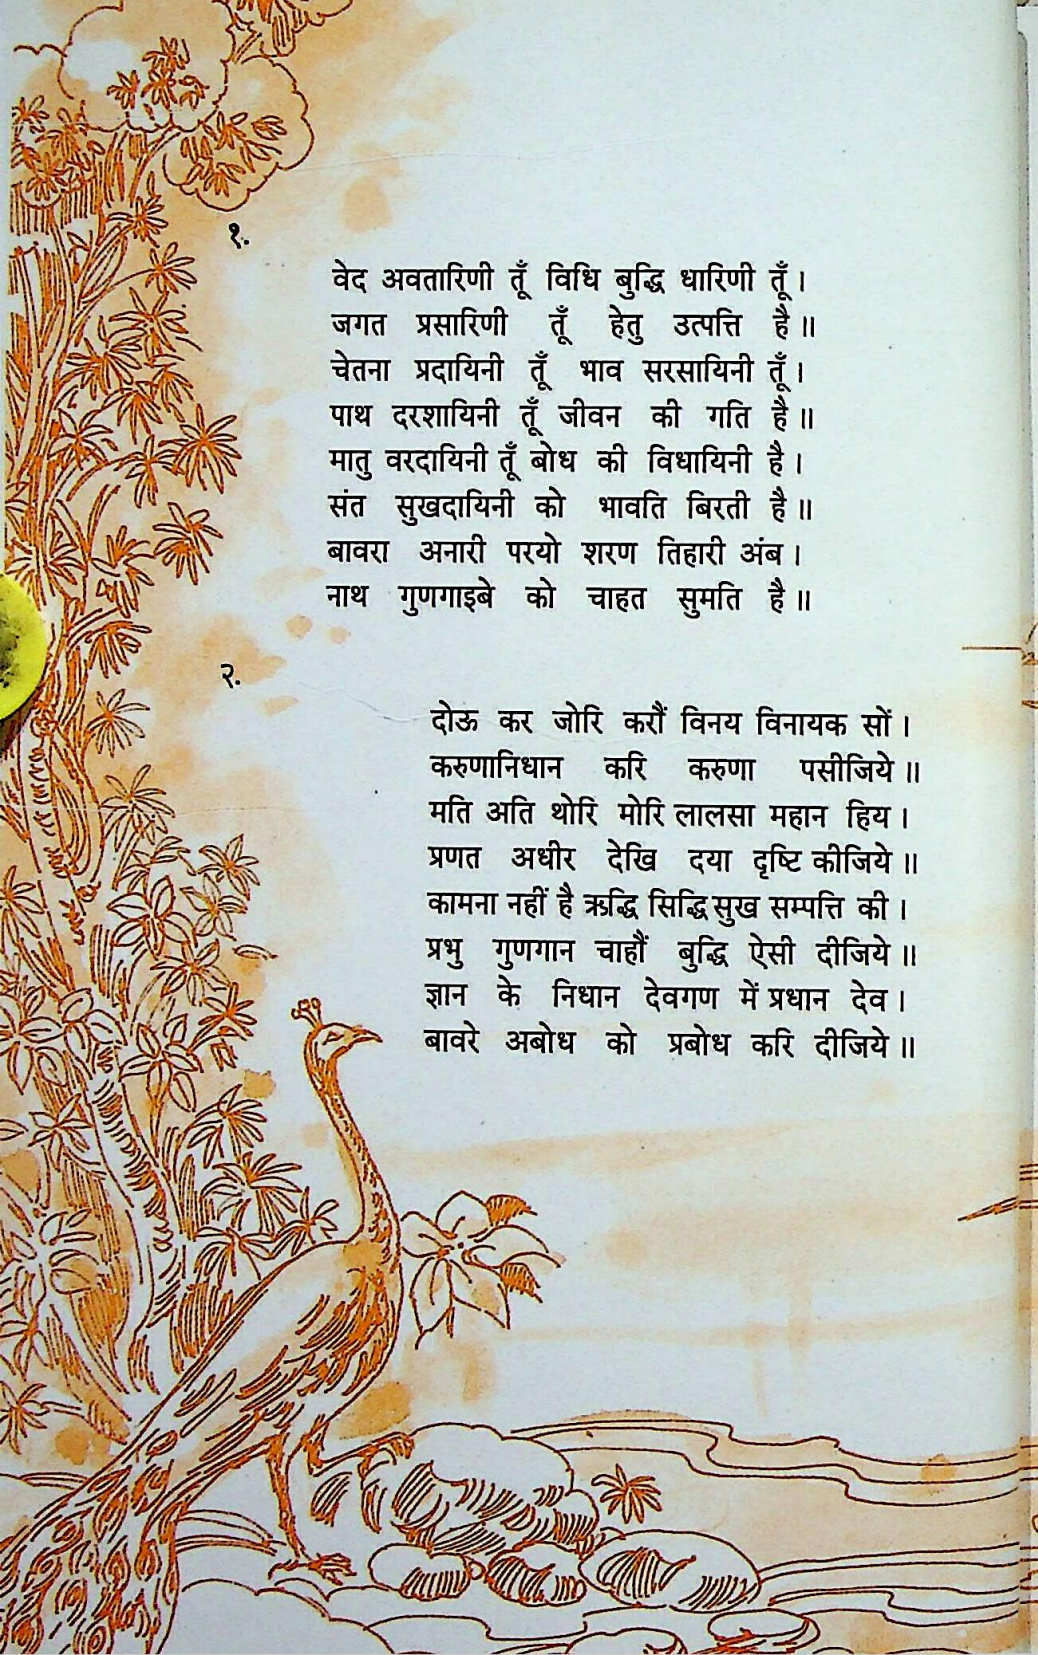 १.
वेद अवतारिणी तूँ विधि बुद्धि धारिणी तूँ ।
जगत प्रसारिणी तूँ हेतु उत्पत्ति है ॥
चेतना प्रदायिनी तूँ भाव सरसायिनी तूँ ।
पाथ दरशायिनी तूँ जीवन की गति है ॥
मातु वरदायिनी तूँ बोध की विधायिनी है ।
संत सुखदायिनी को भावति बिरती है ॥
बावरा अनारी परयो शरण तिहारी अंब ।
नाथ गुणगाइबे को चाहत सुमति है ॥
२.
दोऊ कर जोरि करौं विनय विनायक सों ।
करुणानिधान करि करुणा पसीजिये ॥
मति अति थोरि मोरि लालसा महान हिय ।
प्रणत अधीर देखि दया दृष्टि कीजिये ॥
कामना नहीं है ऋद्धि सिद्धि सुख सम्पत्ति की ।
प्रभु गुणगान चाहौं बुद्धि ऐसी दीजिये ॥
ज्ञान के निधान देवगण में प्रधान देव ।
बावरे अबोध को प्रबोध करि दीजिये ॥